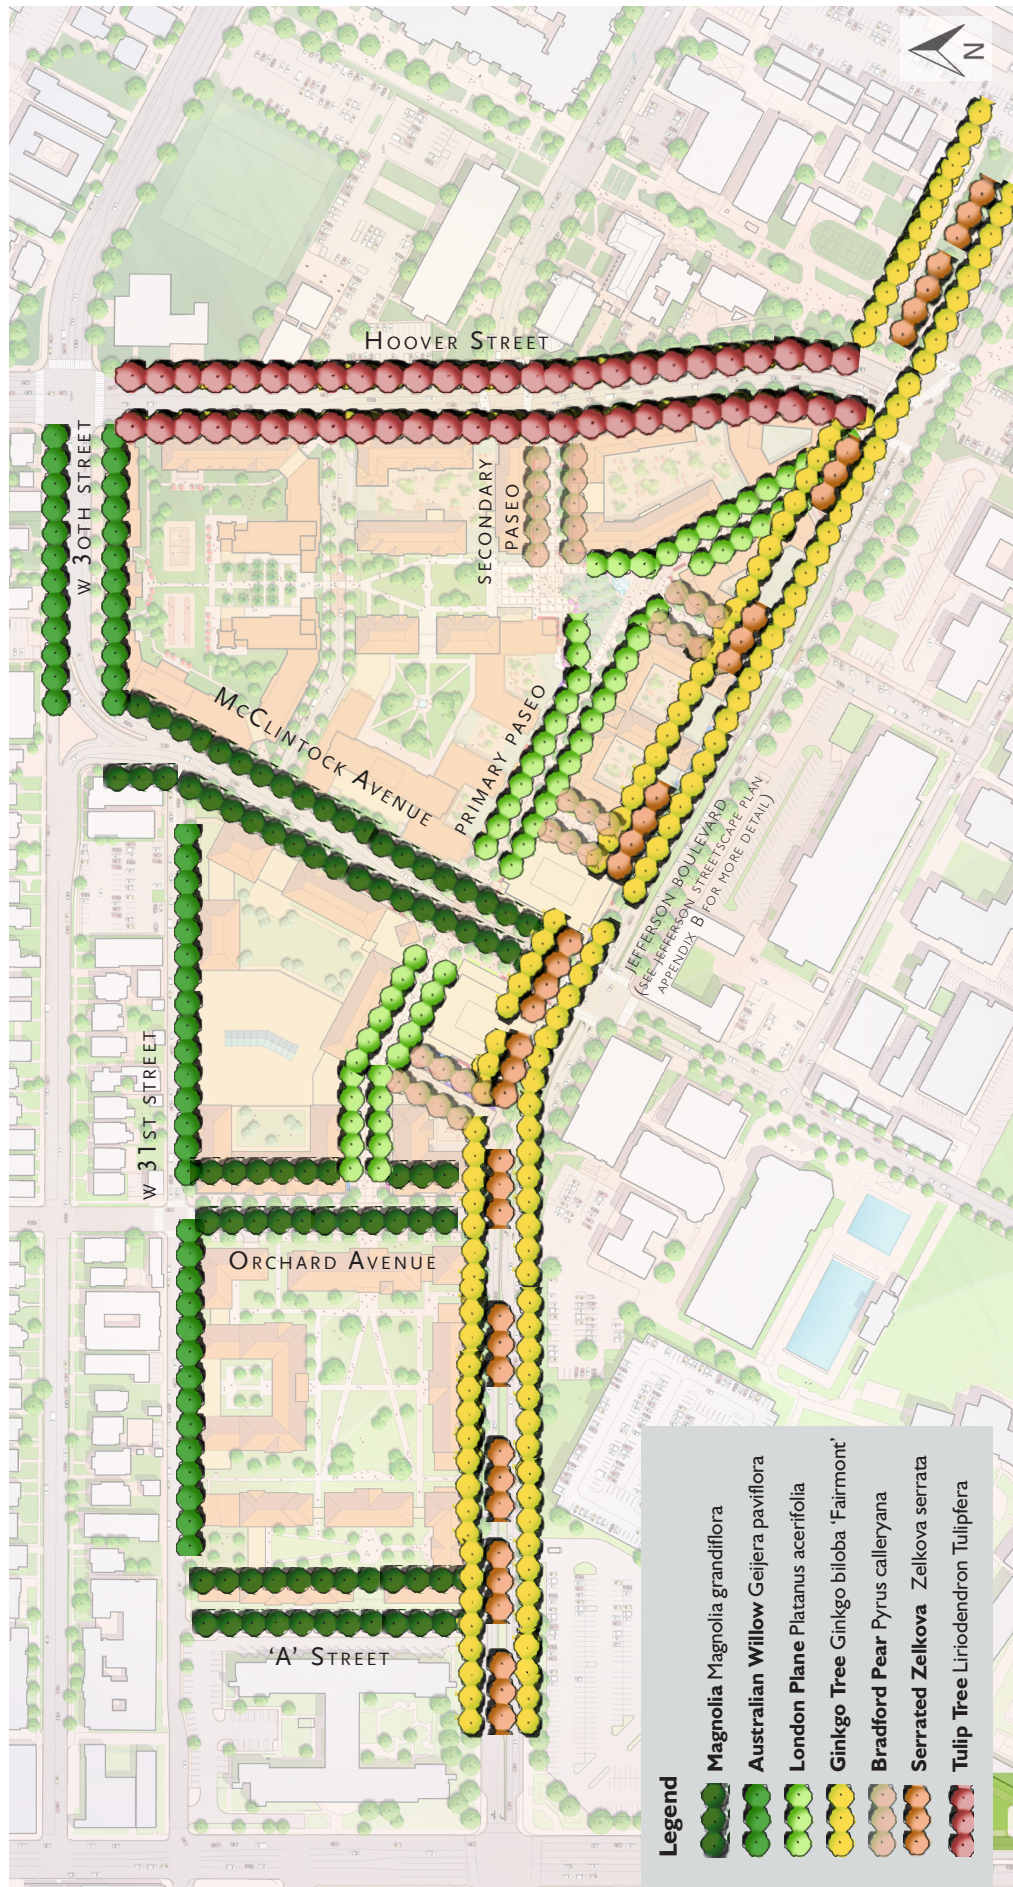 N
HOOVER STREET
W 30TH STREET
SECONDARY
PASEO
MCCLINTOCK AVENUE
PRIMARY PASEO
JEFFERSON BOULEVARD
(SEE JEFFERSON STREETSCAPE PLAN
APPENDIX B FOR MORE DETAIL)
W 31ST STREET
ORCHARD AVENUE
'A' STREET
Legend
Magnolia Magnolia grandiflora
Australian Willow Geijera paviflora
London Plane Platanus acerifolia
Ginkgo Tree Ginkgo biloba 'Fairmont'
Bradford Pear Pyrus calleryana
Serrated Zelkova Zelkova serrata
Tulip Tree Liriodendron Tulipfera